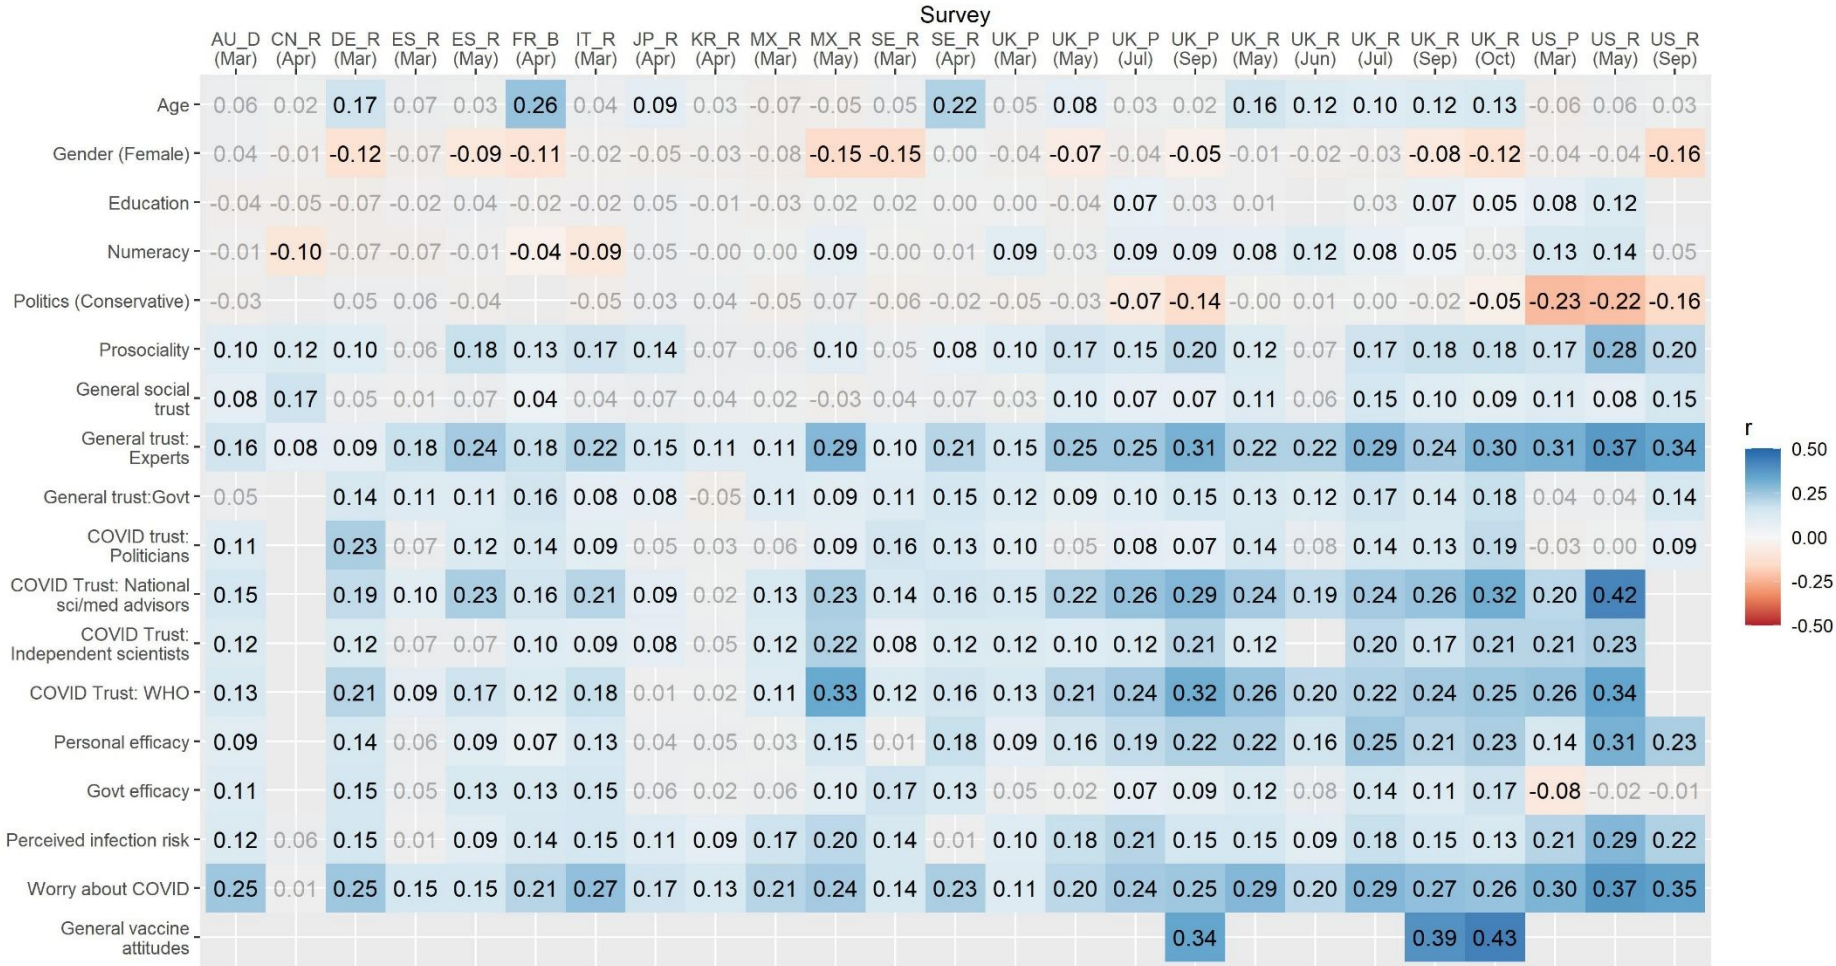 Survey
AU_D CN_R DE_R ES_R ES_R FR_B IT_R JP_R KR_R MX_R MX_R SE_R SE_R UK_P UK_P UK_P UK_P UK_R UK_R UK_R UK_R UK_R US_P US_R US_R
(Mar) (Apr) (Mar) (Mar) (May) (Apr) (Mar) (Apr) (Apr) (Mar) (May) (Mar) (Apr) (Mar) (May) (Jul) (Sep) (May) (Jun) (Jul) (Sep) (Oct) (Mar) (May) (Sep)
Age 0.06 0.02 0.17 0.07 0.03 0.26 0.04 0.09 0.03 -0.07 -0.05 0.05 0.22 0.05 0.08 0.03 0.02 0.16 0.12 0.10 0.12 0.13 -0.06 0.06 0.03
Gender (Female) 0.04 -0.01 -0.12 -0.07 -0.09 -0.11 -0.02 -0.05 -0.03 -0.08 -0.15 -0.15 0.00 -0.04 -0.07 -0.04 -0.05 -0.01 -0.02 -0.03 -0.08 -0.12 -0.04 -0.04 -0.16
Education -0.04 -0.05 -0.07 -0.02 0.04 -0.02 -0.02 0.05 -0.01 -0.03 0.02 0.02 0.00 0.00 -0.04 0.07 0.03 0.01 0.03 0.07 0.05 0.08 0.12
Numeracy -0.01 -0.10 -0.07 -0.07 -0.01 -0.04 -0.09 0.05 -0.00 0.00 0.09 -0.00 0.01 0.09 0.03 0.09 0.09 0.08 0.12 0.08 0.05 0.03 0.13 0.14 0.05
Politics (Conservative) -0.03 0.05 0.06 -0.04 -0.05 0.03 0.04 -0.05 0.07 -0.06 -0.02 -0.05 -0.03 -0.07 -0.14 -0.00 0.01 0.00 -0.02 -0.05 -0.23 -0.22 -0.16
Prosociality 0.10 0.12 0.10 0.06 0.18 0.13 0.17 0.14 0.07 0.06 0.10 0.05 0.08 0.10 0.17 0.15 0.20 0.12 0.07 0.17 0.18 0.18 0.17 0.28 0.20
General social
trust 0.08 0.17 0.05 0.01 0.07 0.04 0.04 0.07 0.04 0.02 -0.03 0.04 0.07 0.03 0.10 0.07 0.07 0.11 0.06 0.15 0.10 0.09 0.11 0.08 0.15
General trust:
Experts 0.16 0.08 0.09 0.18 0.24 0.18 0.22 0.15 0.11 0.11 0.29 0.10 0.21 0.15 0.25 0.25 0.31 0.22 0.22 0.29 0.24 0.30 0.31 0.37 0.34
General trust:Govt 0.05 0.14 0.11 0.11 0.16 0.08 0.08 -0.05 0.11 0.09 0.11 0.15 0.12 0.09 0.10 0.15 0.13 0.12 0.17 0.14 0.18 0.04 0.04 0.14
COVID trust:
Politicians 0.11 0.23 0.07 0.12 0.14 0.09 0.05 0.03 0.06 0.09 0.16 0.13 0.10 0.05 0.08 0.07 0.14 0.08 0.14 0.13 0.19 -0.03 0.00 0.09
COVID Trust: National
sci/med advisors 0.15 0.19 0.10 0.23 0.16 0.21 0.09 0.02 0.13 0.23 0.14 0.16 0.15 0.22 0.26 0.29 0.24 0.19 0.24 0.26 0.32 0.20 0.42
COVID Trust:
Independent scientists 0.12 0.12 0.07 0.07 0.10 0.09 0.08 0.05 0.12 0.22 0.08 0.12 0.12 0.10 0.12 0.21 0.12 0.20 0.17 0.21 0.21 0.23
COVID Trust: WHO 0.13 0.21 0.09 0.17 0.12 0.18 0.01 0.02 0.11 0.33 0.12 0.16 0.13 0.21 0.24 0.32 0.26 0.20 0.22 0.24 0.25 0.26 0.34
Personal efficacy 0.09 0.14 0.06 0.09 0.07 0.13 0.04 0.05 0.03 0.15 0.01 0.18 0.09 0.16 0.19 0.22 0.22 0.16 0.25 0.21 0.23 0.14 0.31 0.23
Govt efficacy 0.11 0.15 0.05 0.13 0.13 0.15 0.06 0.02 0.06 0.10 0.17 0.13 0.05 0.02 0.07 0.09 0.12 0.08 0.14 0.11 0.17 -0.08 -0.02 -0.01
Perceived infection risk 0.12 0.06 0.15 0.01 0.09 0.14 0.15 0.11 0.09 0.17 0.20 0.14 0.01 0.10 0.18 0.21 0.15 0.15 0.09 0.18 0.15 0.13 0.21 0.29 0.22
Worry about COVID 0.25 0.01 0.25 0.15 0.15 0.21 0.27 0.17 0.13 0.21 0.24 0.14 0.23 0.11 0.20 0.24 0.25 0.29 0.20 0.29 0.27 0.26 0.30 0.37 0.35
General vaccine
attitudes 0.34 0.39 0.43
r
0.50
0.25
0.00
-0.25
-0.50